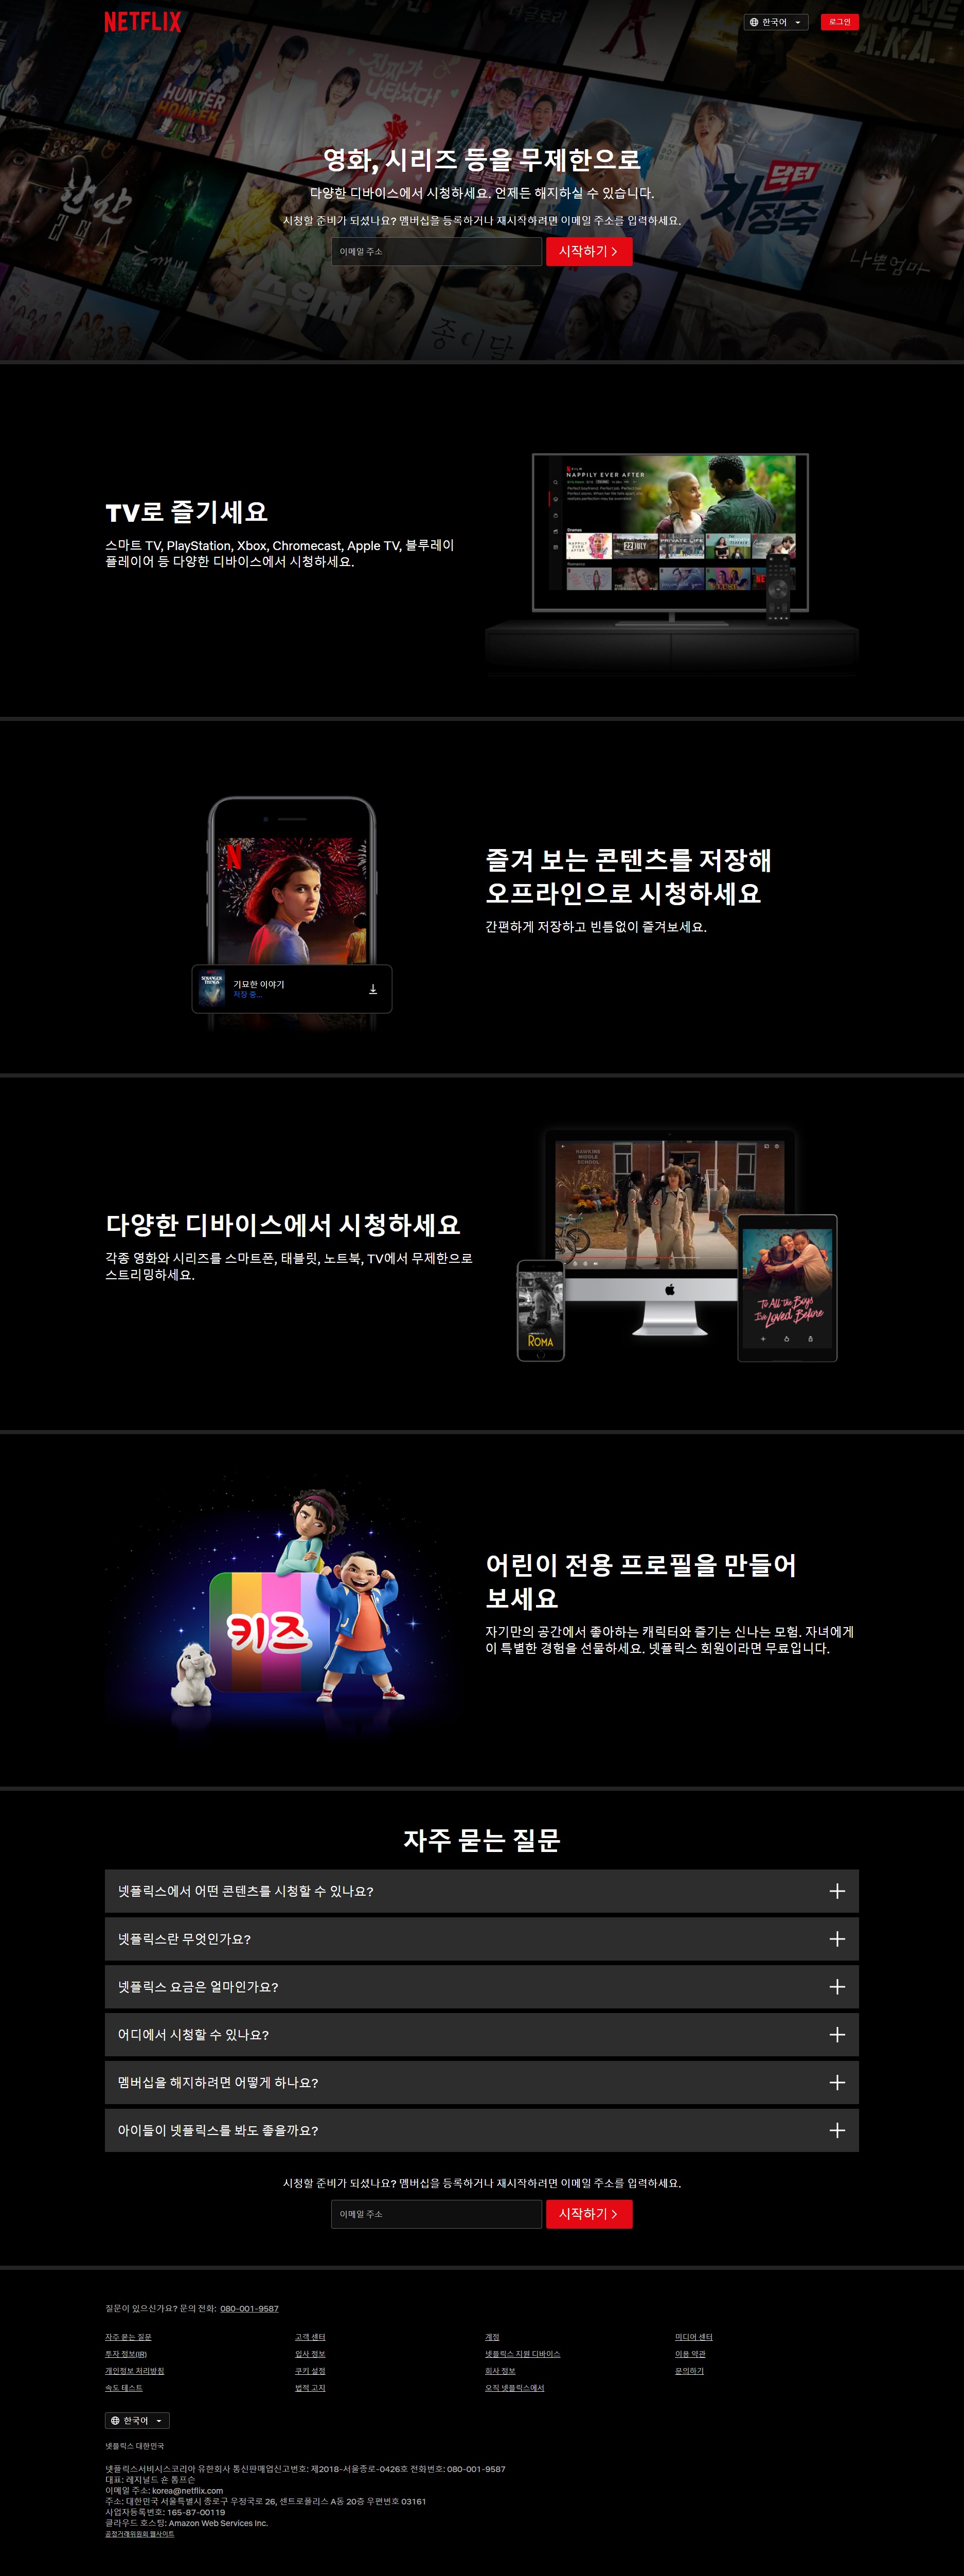 NETFLIX
한국어
로그인
HUNTER
진짜가
나타났다!
닥터
나쁜엄마
종이달
영화, 시리즈 등을 무제한으로
다양한 디바이스에서 시청하세요. 언제든 해지하실 수 있습니다.
시청할 준비가 되셨나요? 멤버십을 등록하거나 재시작하려면 이메일 주소를 입력하세요.
이메일 주소
시작하기
TV로 즐기세요
스마트 TV, PlayStation, Xbox, Chromecast, Apple TV, 블루레이
플레이어 등 다양한 디바이스에서 시청하세요.
NAPPILY EVER AFTER
22 JULY
즐겨 보는 콘텐츠를 저장해
오프라인으로 시청하세요
간편하게 저장하고 빈틈없이 즐겨보세요.
기묘한 이야기
저장 중...
다양한 디바이스에서 시청하세요
각종 영화와 시리즈를 스마트폰, 태블릿, 노트북, TV에서 무제한으로
스트리밍하세요.
HAWKINS
MIDDLE
SCHOOL
ROMA
To All the Boys
I've Loved Before
키즈
어린이 전용 프로필을 만들어
보세요
자기만의 공간에서 좋아하는 캐릭터와 즐기는 신나는 모험. 자녀에게
이 특별한 경험을 선물하세요. 넷플릭스 회원이라면 무료입니다.
자주 묻는 질문
넷플릭스에서 어떤 콘텐츠를 시청할 수 있나요?
넷플릭스란 무엇인가요?
넷플릭스 요금은 얼마인가요?
어디에서 시청할 수 있나요?
멤버십을 해지하려면 어떻게 하나요?
아이들이 넷플릭스를 봐도 좋을까요?
시청할 준비가 되셨나요? 멤버십을 등록하거나 재시작하려면 이메일 주소를 입력하세요.
이메일 주소
시작하기
질문이 있으신가요? 문의 전화: 080-001-9587
자주 묻는 질문
고객 센터
계정
미디어 센터
투자 정보(IR)
입사 정보
넷플릭스 지원 디바이스
이용 약관
개인정보 처리방침
쿠키 설정
회사 정보
문의하기
속도 테스트
법적 고지
오직 넷플릭스에서
한국어
넷플릭스 대한민국
넷플릭스서비시스코리아 유한회사 통신판매업신고번호: 제2018-서울종로-0426호 전화번호: 080-001-9587
대표: 레지널드 숀 톰프슨
이메일 주소: korea@netflix.com
주소: 대한민국 서울특별시 종로구 우정국로 26, 센트로폴리스 A동 20층 우편번호 03161
사업자등록번호: 165-87-00119
클라우드 호스팅: Amazon Web Services Inc.
공정거래위원회 웹사이트